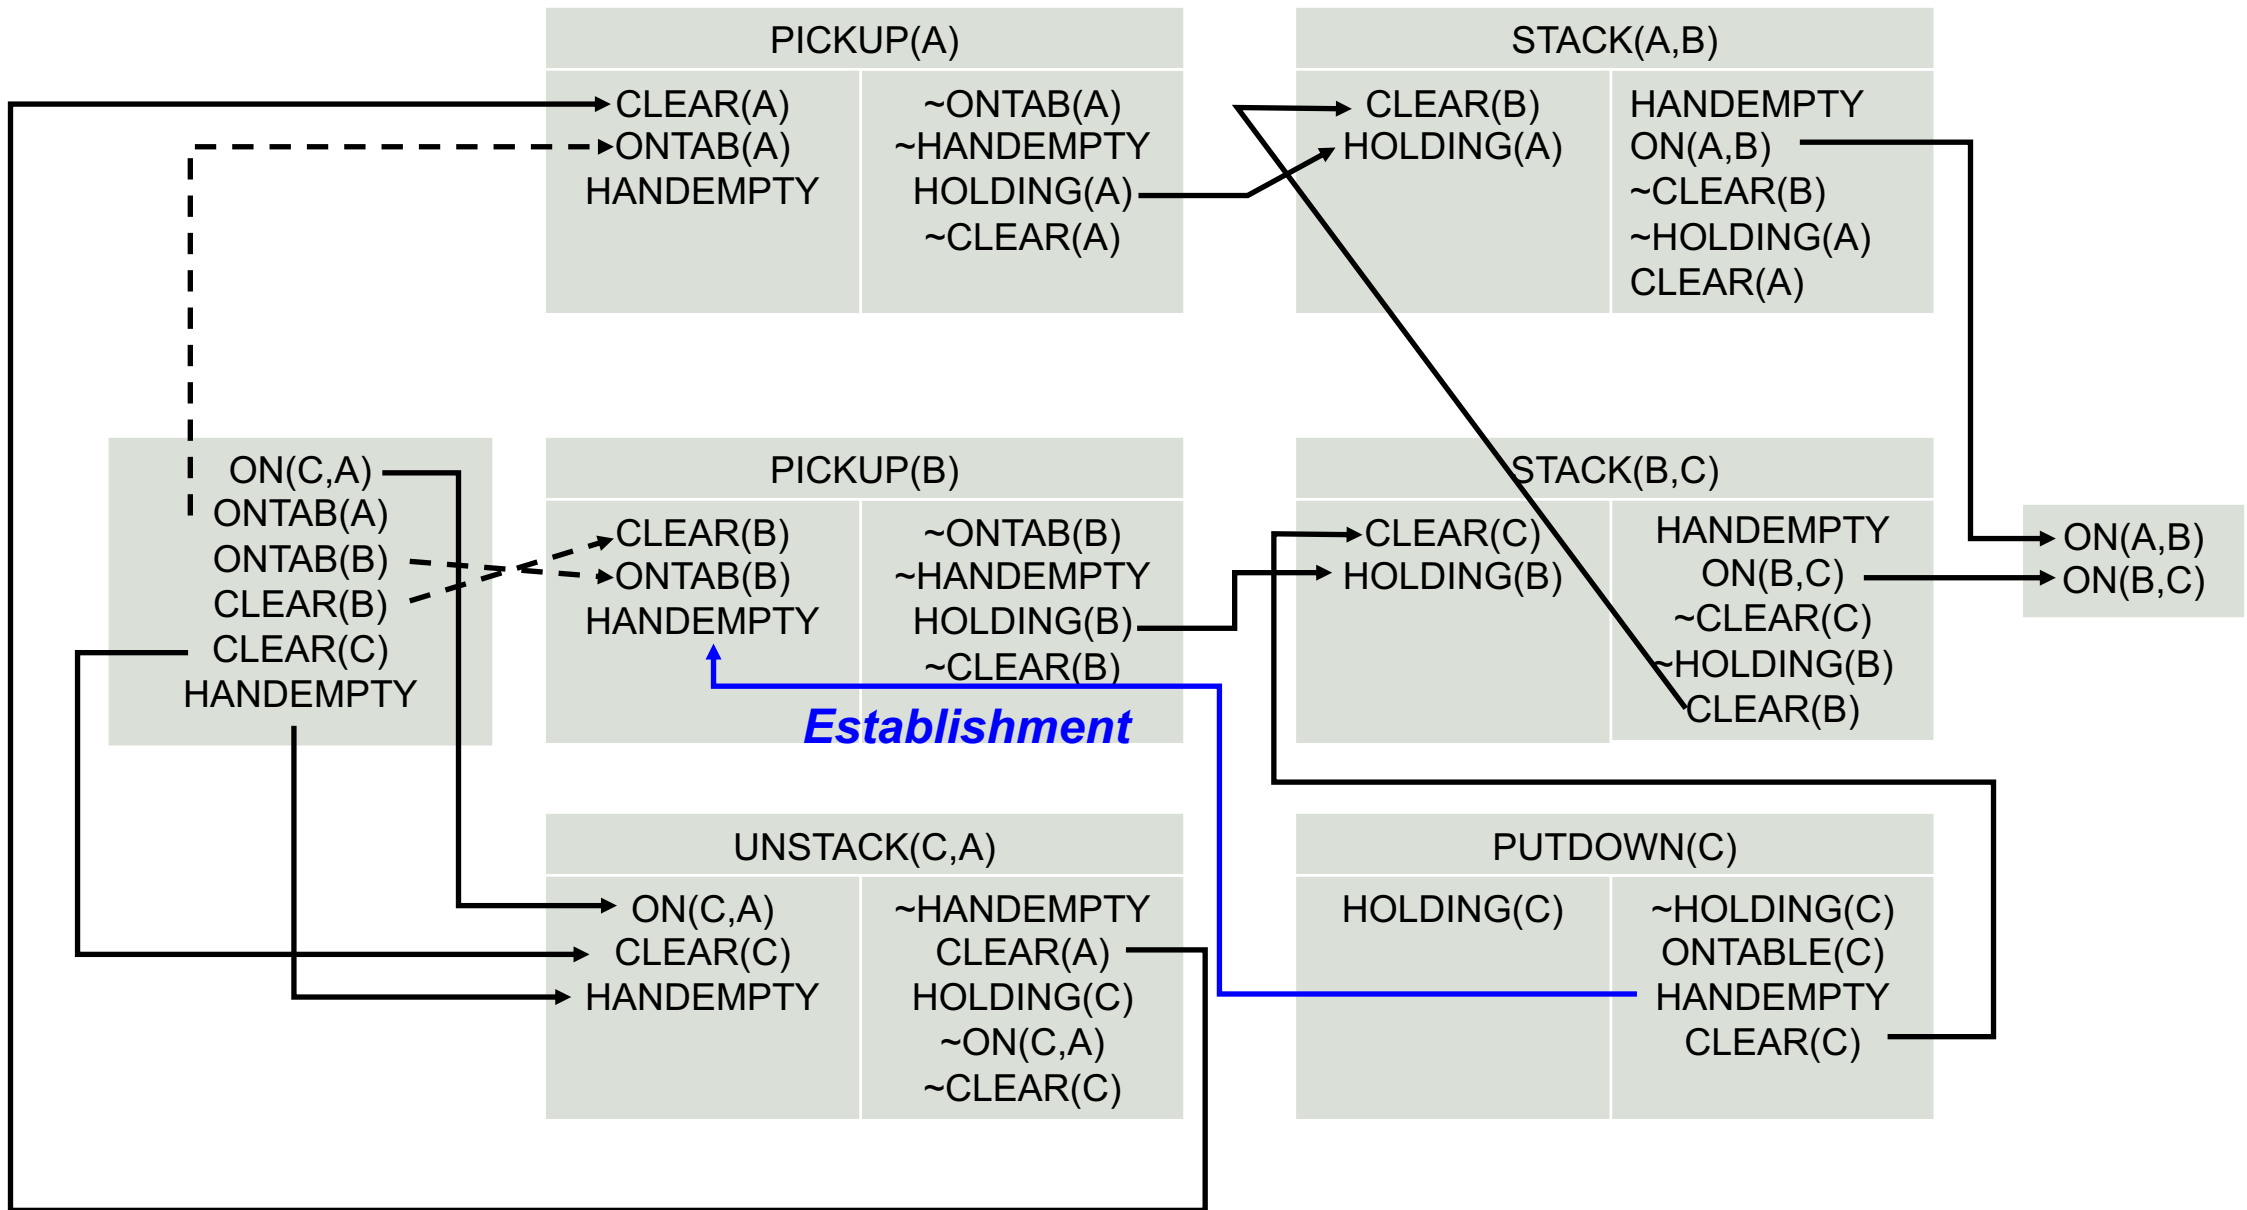 PICKUP(A)
CLEAR(A)
ONTAB(A)
HANDEMPTY
~ONTAB(A)
~HANDEMPTY
HOLDING(A)
~CLEAR(A)
STACK(A,B)
CLEAR(B)
HOLDING(A)
HANDEMPTY
ON(A,B)
~CLEAR(B)
~HOLDING(A)
CLEAR(A)
ON(C,A)
ONTAB(A)
ONTAB(B)
CLEAR(B)
CLEAR(C)
HANDEMPTY
PICKUP(B)
CLEAR(B)
ONTAB(B)
HANDEMPTY
~ONTAB(B)
~HANDEMPTY
HOLDING(B)
~CLEAR(B)
Establishment
STACK(B,C)
CLEAR(C)
HOLDING(B)
HANDEMPTY
ON(B,C)
~CLEAR(C)
~HOLDING(B)
CLEAR(B)
ON(A,B)
ON(B,C)
UNSTACK(C,A)
ON(C,A)
CLEAR(C)
HANDEMPTY
~HANDEMPTY
CLEAR(A)
HOLDING(C)
~ON(C,A)
~CLEAR(C)
PUTDOWN(C)
HOLDING(C)
~HOLDING(C)
ONTABLE(C)
HANDEMPTY
CLEAR(C)